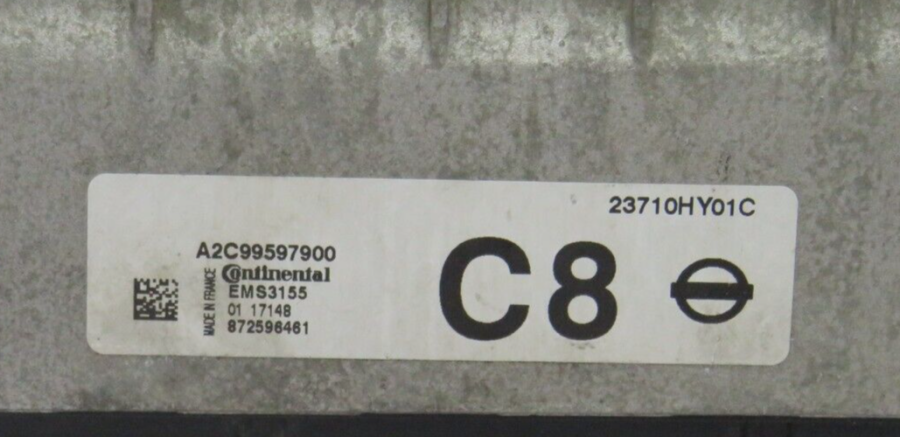 23710HY01C
A2C99597900
Continental
EMS3155
01 17148
872596461
MADE IN FRANCE
C8